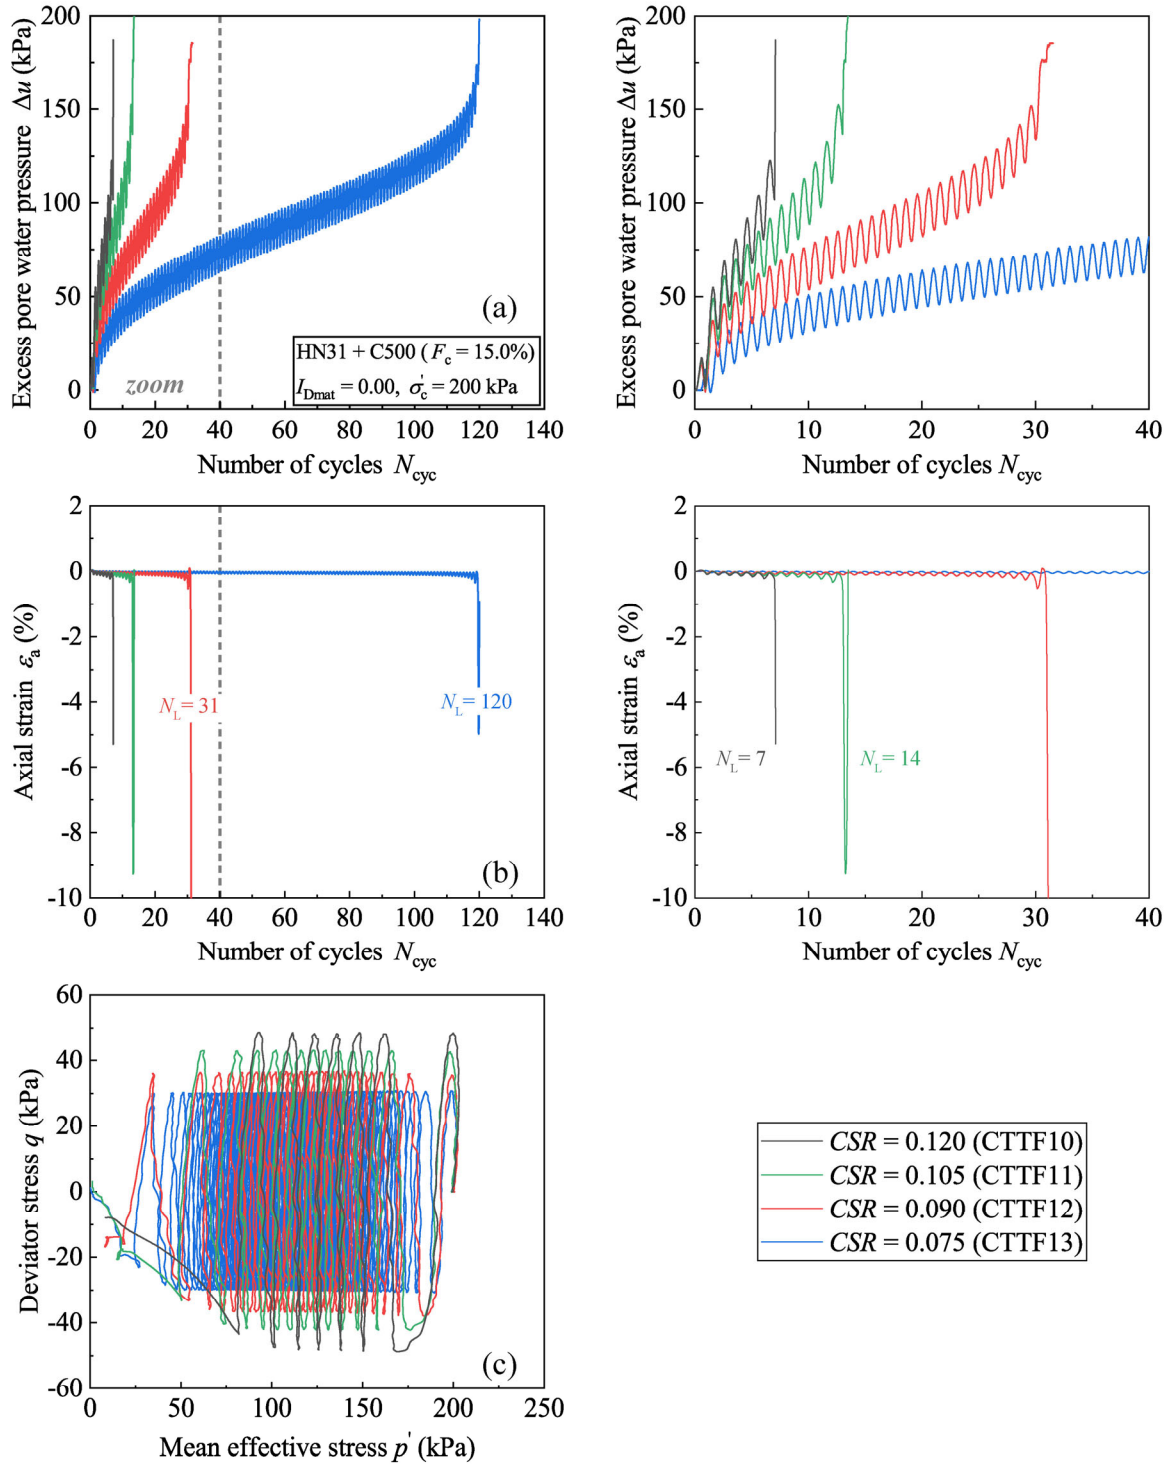 200
150
100
50
0
Excess pore water pressure Δu (kPa)
(a)
zoom
HN31 + C500 ( Fc = 15.0%)
IDmat = 0.00, σ'c = 200 kPa
0 20 40 60 80 100 120 140
Number of cycles Ncyc
200
150
100
50
0
Excess pore water pressure Δu (kPa)
0 10 20 30 40
Number of cycles Ncyc
2
0
-2
-4
-6
-8
-10
Axial strain εa (%)
NL= 31
NL= 120
(b)
0 20 40 60 80 100 120 140
Number of cycles Ncyc
2
0
-2
-4
-6
-8
-10
Axial strain εa (%)
NL= 7
NL= 14
0 10 20 30 40
Number of cycles Ncyc
60
40
20
0
-20
-40
-60
Deviator stress q (kPa)
(c)
0 50 100 150 200 250
Mean effective stress p' (kPa)
CSR = 0.120 (CTTF10)
CSR = 0.105 (CTTF11)
CSR = 0.090 (CTTF12)
CSR = 0.075 (CTTF13)